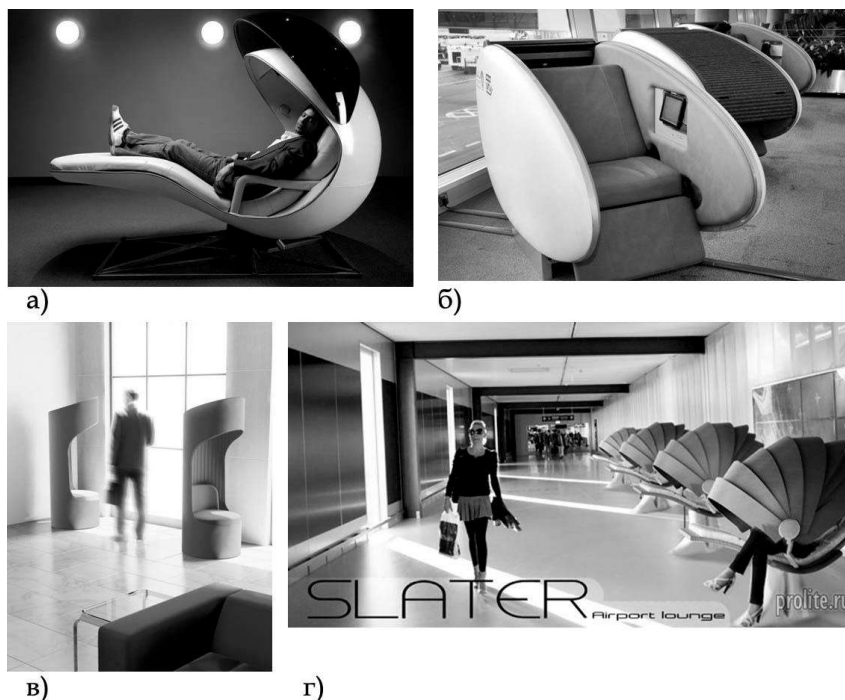 а)
б)
SLATER Airport lounge
prolite.ru
в)
г)